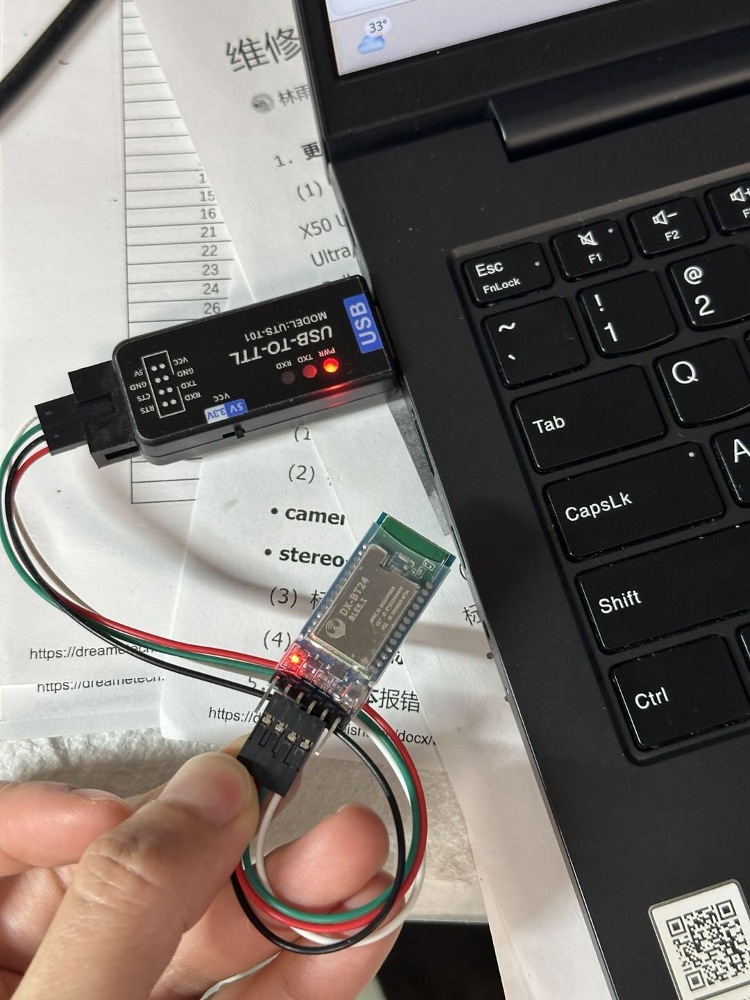 33°
维修
林雨
1. 更
(1)
X50 U
Ultra/
15
16
21
22
23
24
26
USB
USB-TO-TTL
MODEL:UTS-T01
PWR
TXD
RXD
VCC
5V 3.3V
VCC
GND
TXD
RXD
5V
GND
CTS
RTS
(1
(2)
• camer
• stereo
(3) 标
(4)
标
5.
本报错
https://dreametech
https://dreametech.
https://d
eish
/docx/
DX-BT24
BLE5.1
Esc
FnLock
F1
F2
~
`
!
1
@
2
Tab
Q
CapsLk
A
Shift
Ctrl